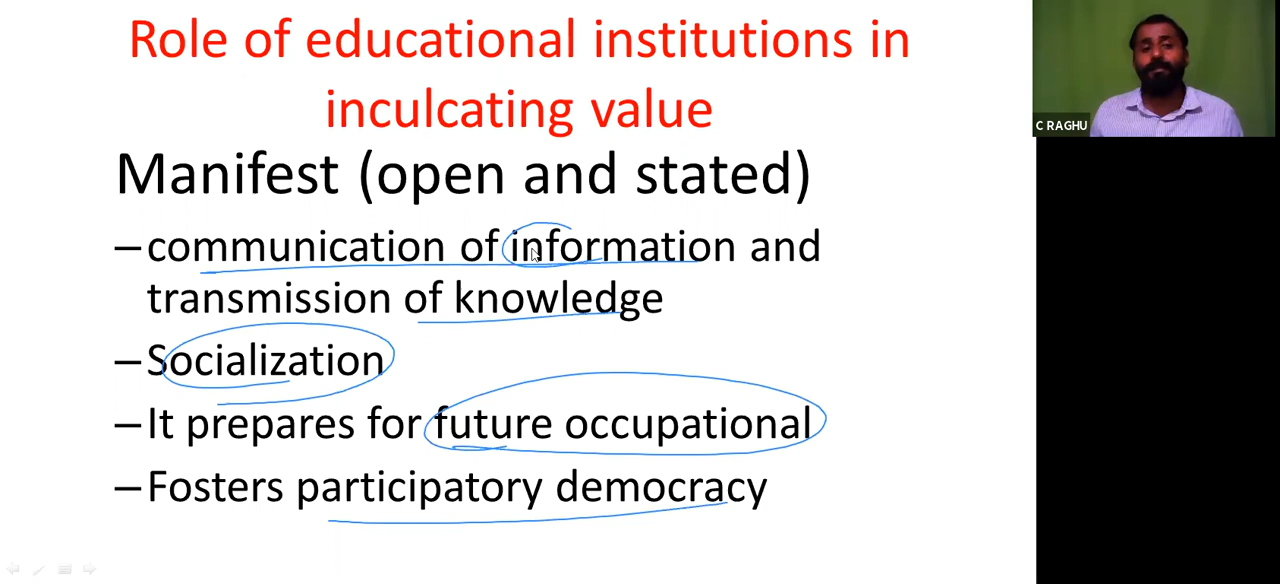 Role of educational institutions in
inculcating value
Manifest (open and stated)
–communication of information and
transmission of knowledge
–Socialization
–It prepares for future occupational
–Fosters participatory democracy
C RAGHU